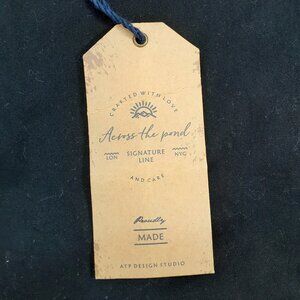 CRAFTED WITH LOVE
Across the pond
LON SIGNATURE NYC
LINE
AND CARE
Proudly
MADE
ATP DESIGN STUDIO